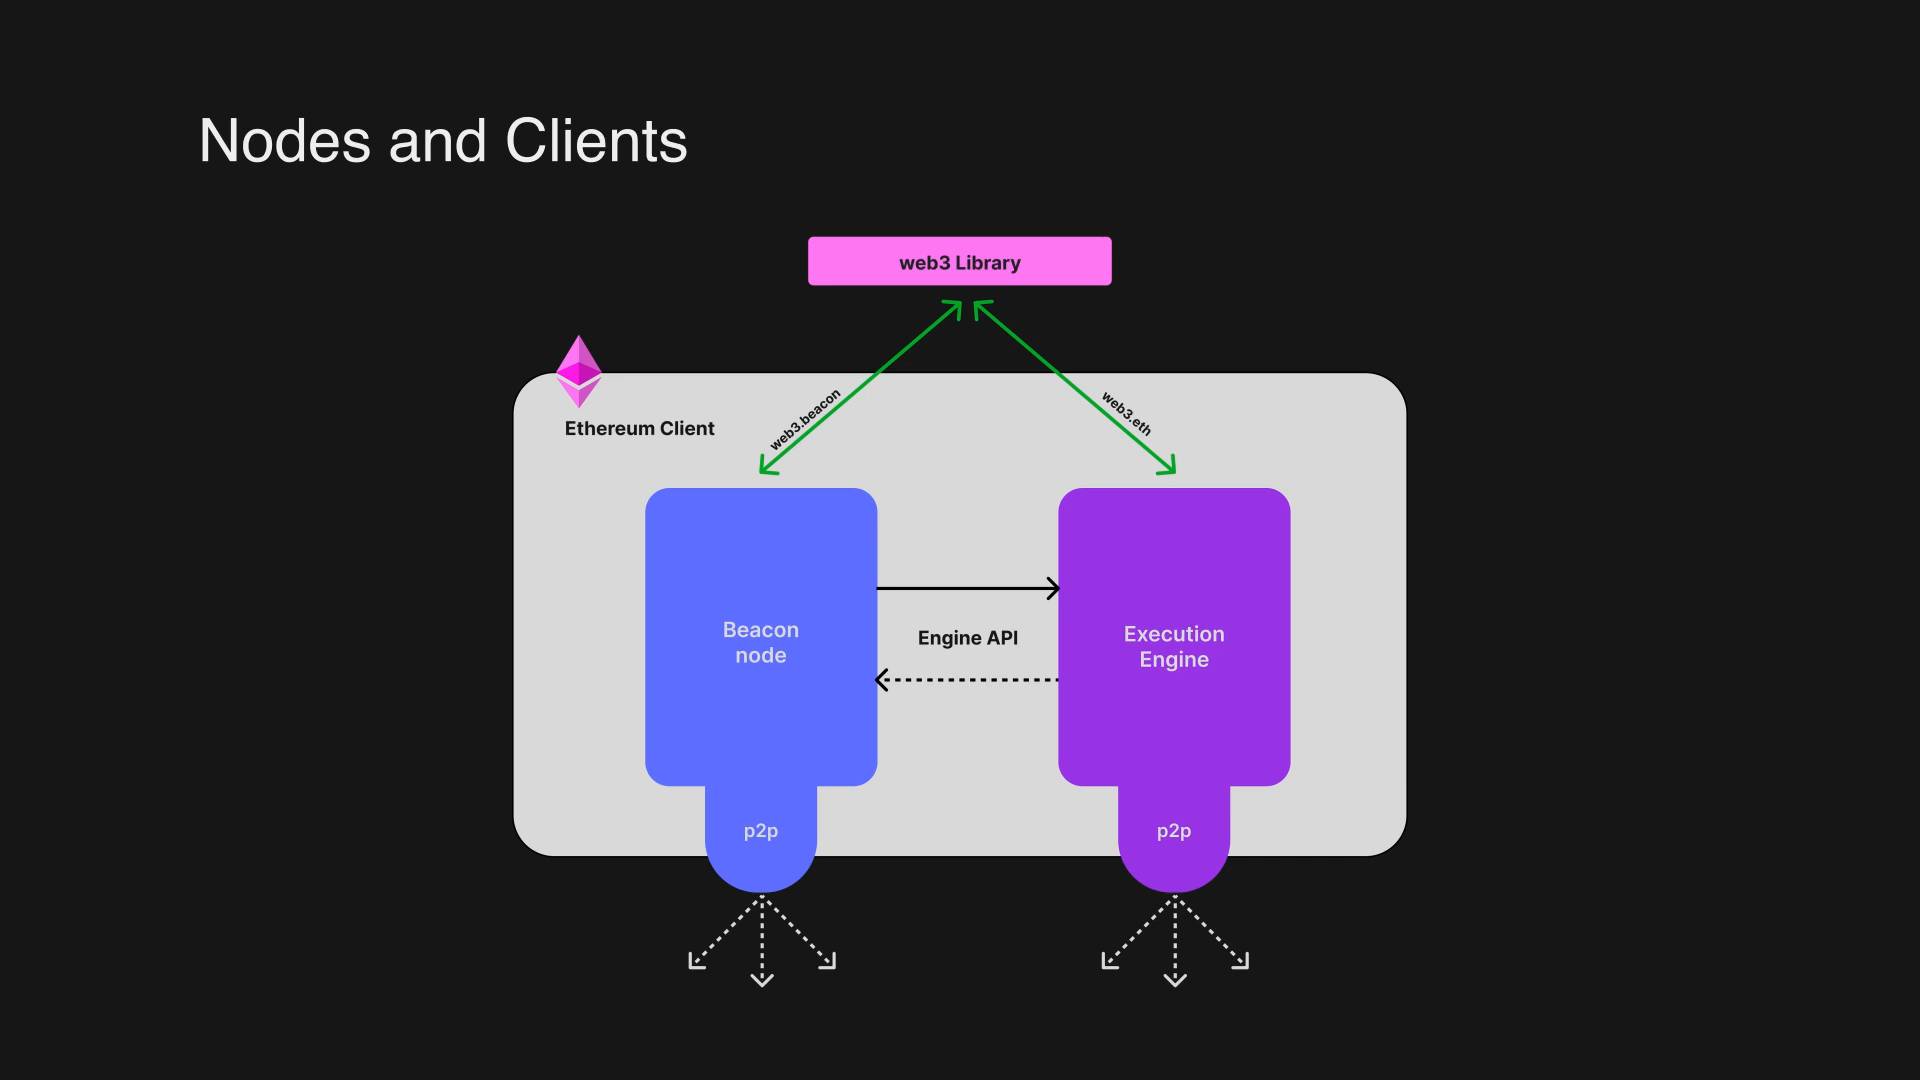 Nodes and Clients
web3 Library
Ethereum Client
web3.beacon
web3.eth
Beacon
node
Engine API
Execution
Engine
p2p
p2p